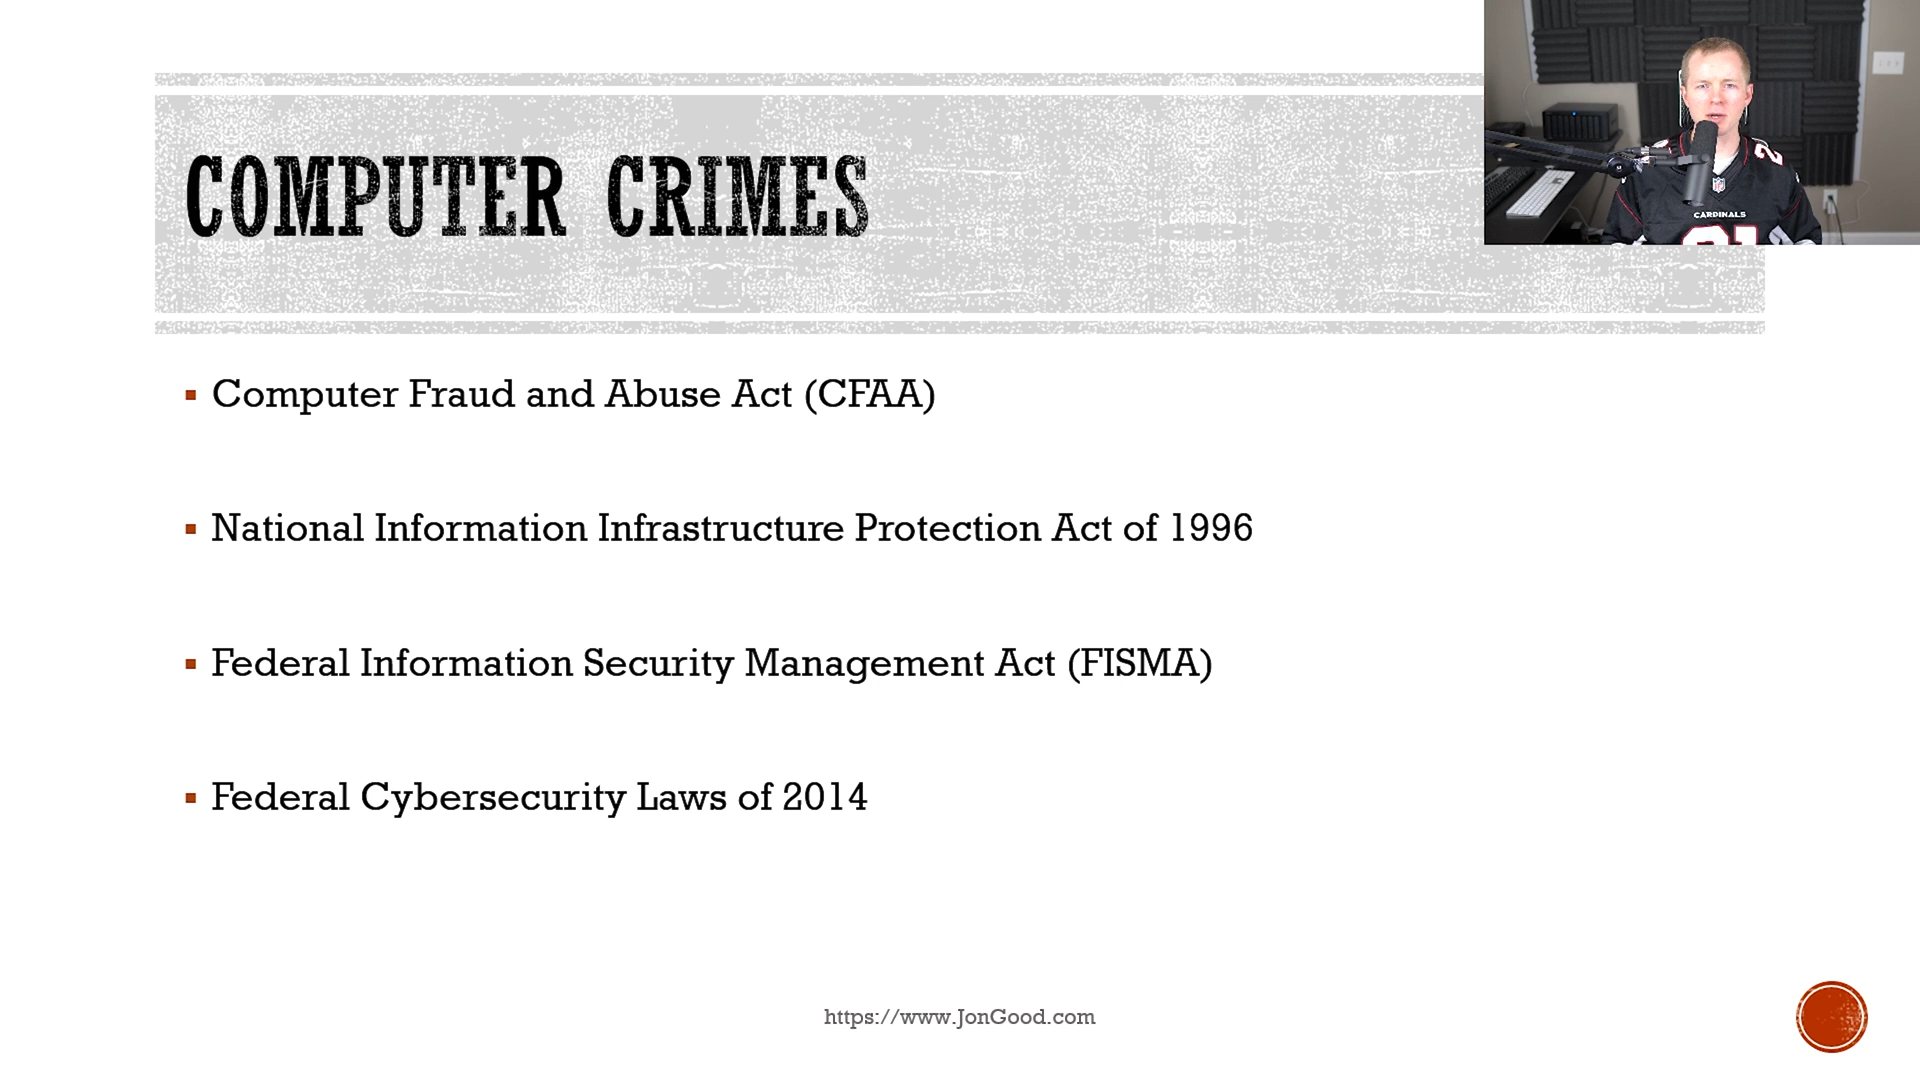 COMPUTER CRIMES
CARDINALS
Computer Fraud and Abuse Act (CFAA)
National Information Infrastructure Protection Act of 1996
Federal Information Security Management Act (FISMA)
Federal Cybersecurity Laws of 2014
https://www.JonGood.com